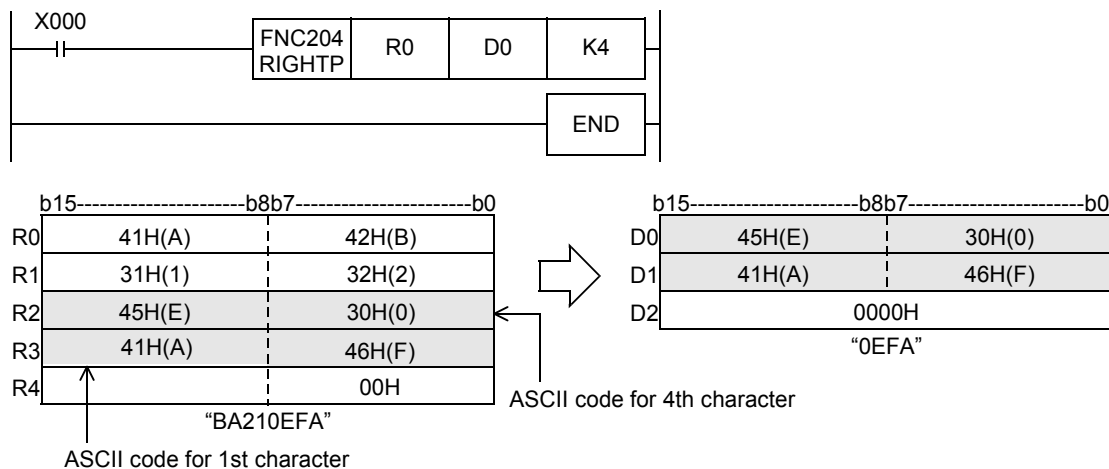 X000
FNC204 RIGHTP R0 D0 K4
END
b15-----------------------b8b7------------------------b0
R0 41H(A) 42H(B)
R1 31H(1) 32H(2)
R2 45H(E) 30H(0)
R3 41H(A) 46H(F)
R4 00H
“BA210EFA”
ASCII code for 1st character
ASCII code for 4th character
b15-----------------------b8b7------------------------b0
D0 45H(E) 30H(0)
D1 41H(A) 46H(F)
D2 0000H
“0EFA”